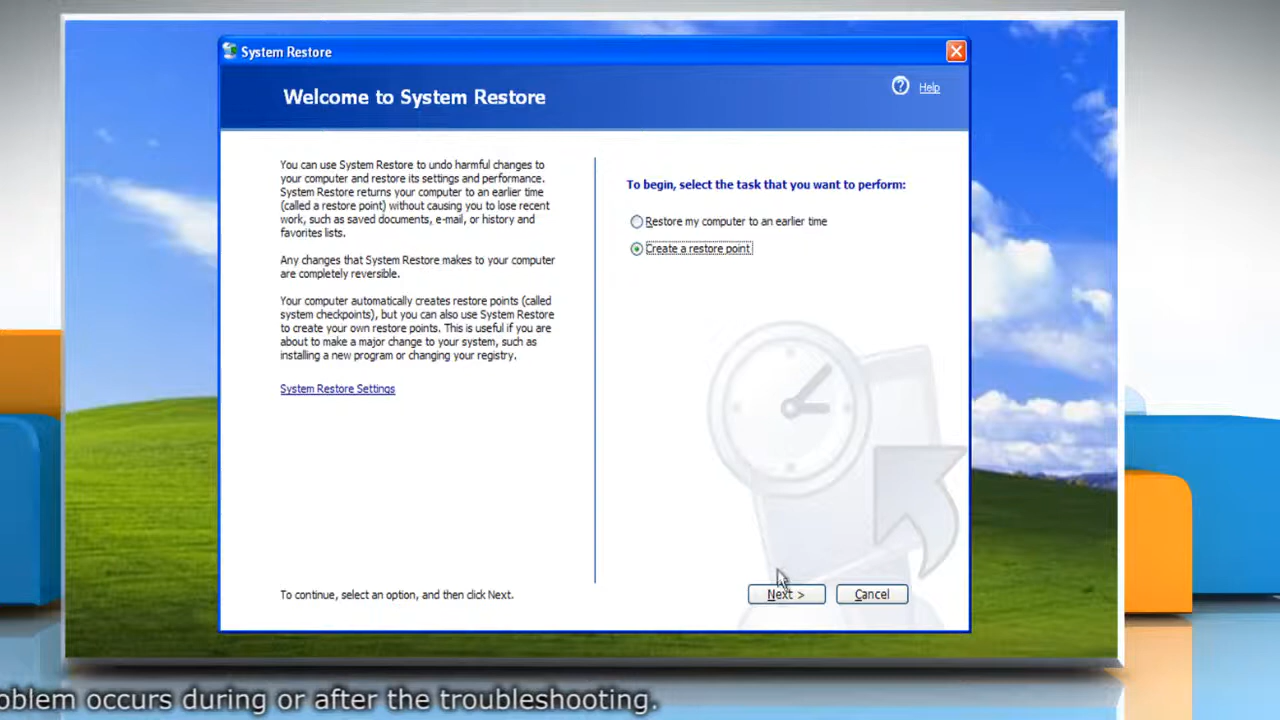 System Restore
Welcome to System Restore
Help
You can use System Restore to undo harmful changes to
your computer and restore its settings and performance.
System Restore returns your computer to an earlier time
(called a restore point) without causing you to lose recent
work, such as saved documents, e-mail, or history and
favorites lists.
Any changes that System Restore makes to your computer
are completely reversible.
Your computer automatically creates restore points (called
system checkpoints), but you can also use System Restore
to create your own restore points. This is useful if you are
about to make a major change to your system, such as
installing a new program or changing your registry.
System Restore Settings
To begin, select the task that you want to perform:
Restore my computer to an earlier time
Create a restore point
To continue, select an option, and then click Next.
Next >
Cancel
oblem occurs during or after the troubleshooting.